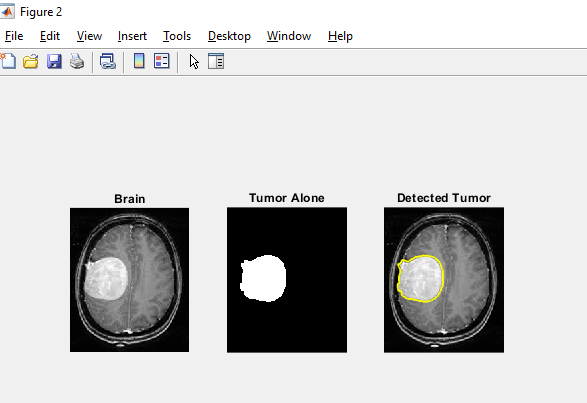 Figure 2
File Edit View Insert Tools Desktop Window Help
Brain Tumor Alone Detected Tumor